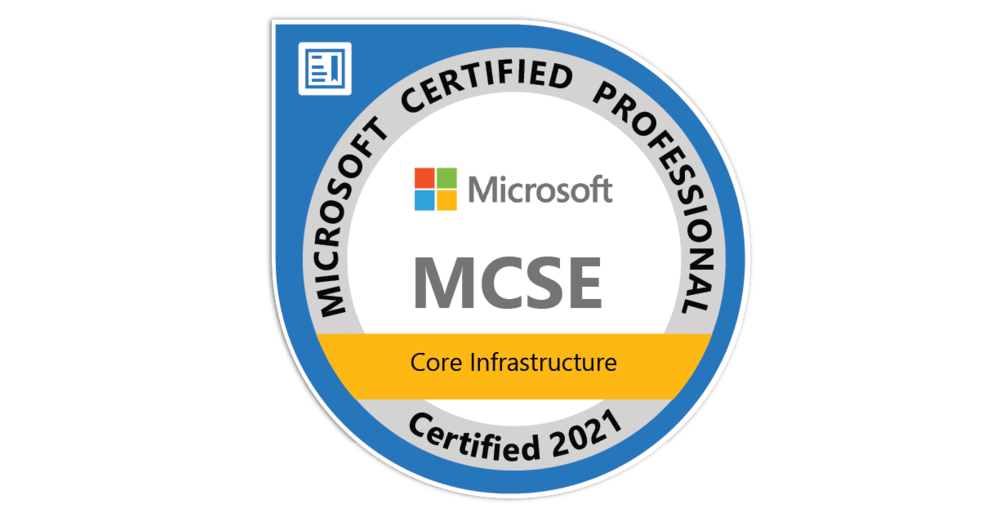 MICROSOFT CERTIFIED PROFESSIONAL
Microsoft
MCSE
Core Infrastructure
Certified 2021